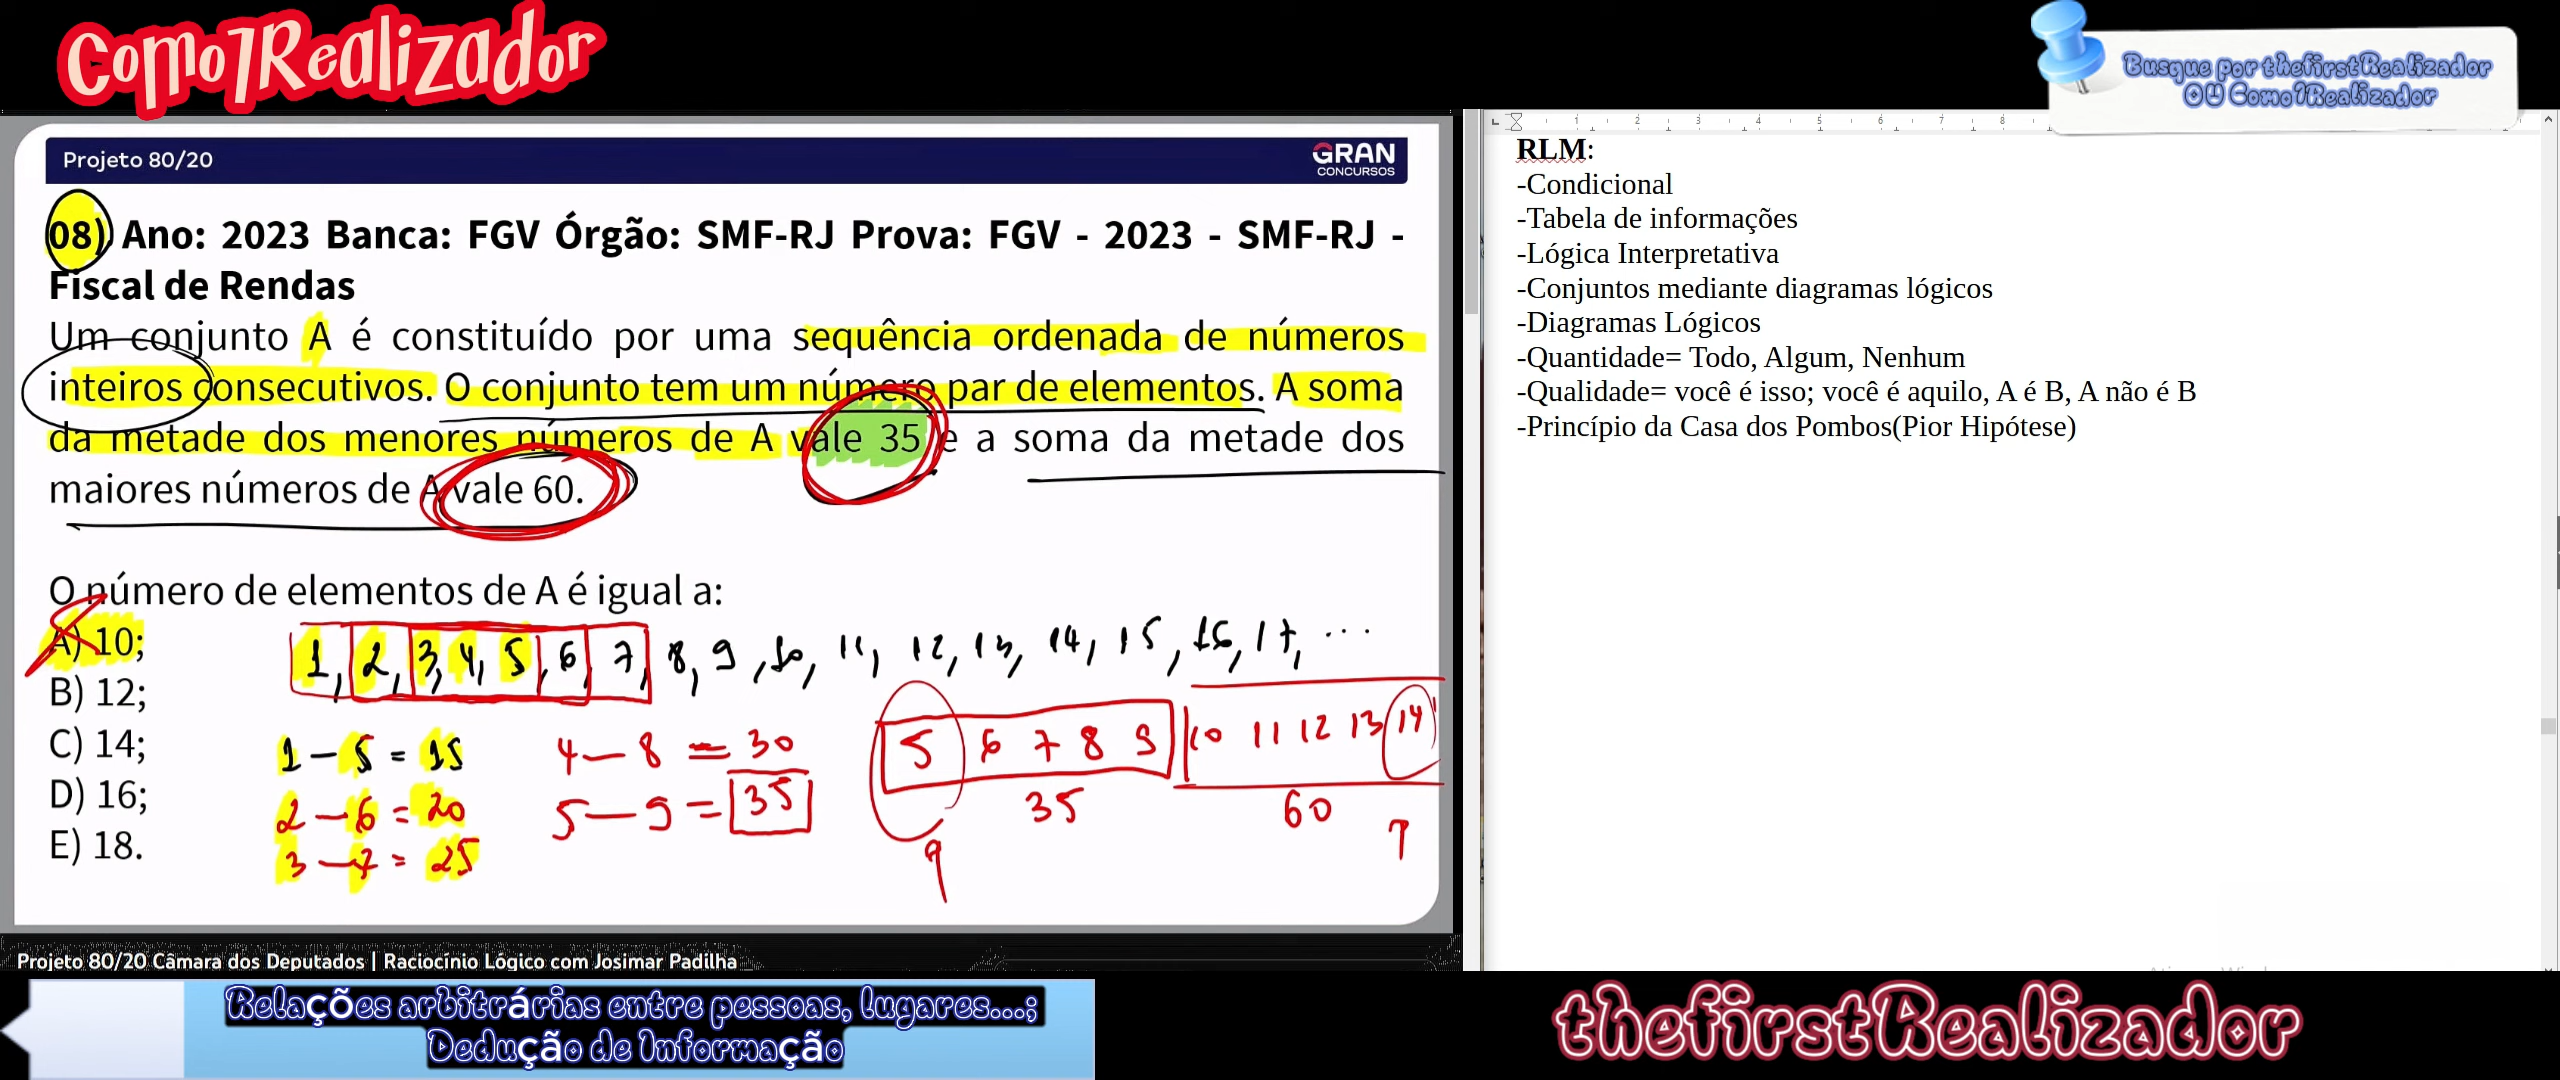 Como1Realizador
Busque por thefirstRealizador
OU Como1Realizador
Projeto 80/20
GRAN
CONCURSOS
08) Ano: 2023 Banca: FGV Órgão: SMF-RJ Prova: FGV - 2023 - SMF-RJ -
Fiscal de Rendas
Um conjunto A é constituído por uma sequência ordenada de números
inteiros consecutivos. O conjunto tem um número par de elementos. A soma
da metade dos menores números de A vale 35 e a soma da metade dos
maiores números de A vale 60.
O número de elementos de A é igual a:
A) 10;
B) 12;
C) 14;
D) 16;
E) 18.
1, 2, 3, 4, 5, 6, 7, 8, 9, 10, 11, 12, 13, 14, 15, 16, 17, ...
1 – 5 = 15
2 – 6 = 20
3 – 7 = 25
4 – 8 = 30
5 – 9 = 35
5 6 7 8 9 10 11 12 13 14
35 60
RLM:
-Condicional
-Tabela de informações
-Lógica Interpretativa
-Conjuntos mediante diagramas lógicos
-Diagramas Lógicos
-Quantidade= Todo, Algum, Nenhum
-Qualidade= você é isso; você é aquilo, A é B, A não é B
-Princípio da Casa dos Pombos(Pior Hipótese)
Projeto 80/20 Câmara dos Deputados | Raciocínio Lógico com Josimar Padilha
Relações arbitrárias entre pessoas, lugares...;
Dedução de Informação
thefirstRealizador